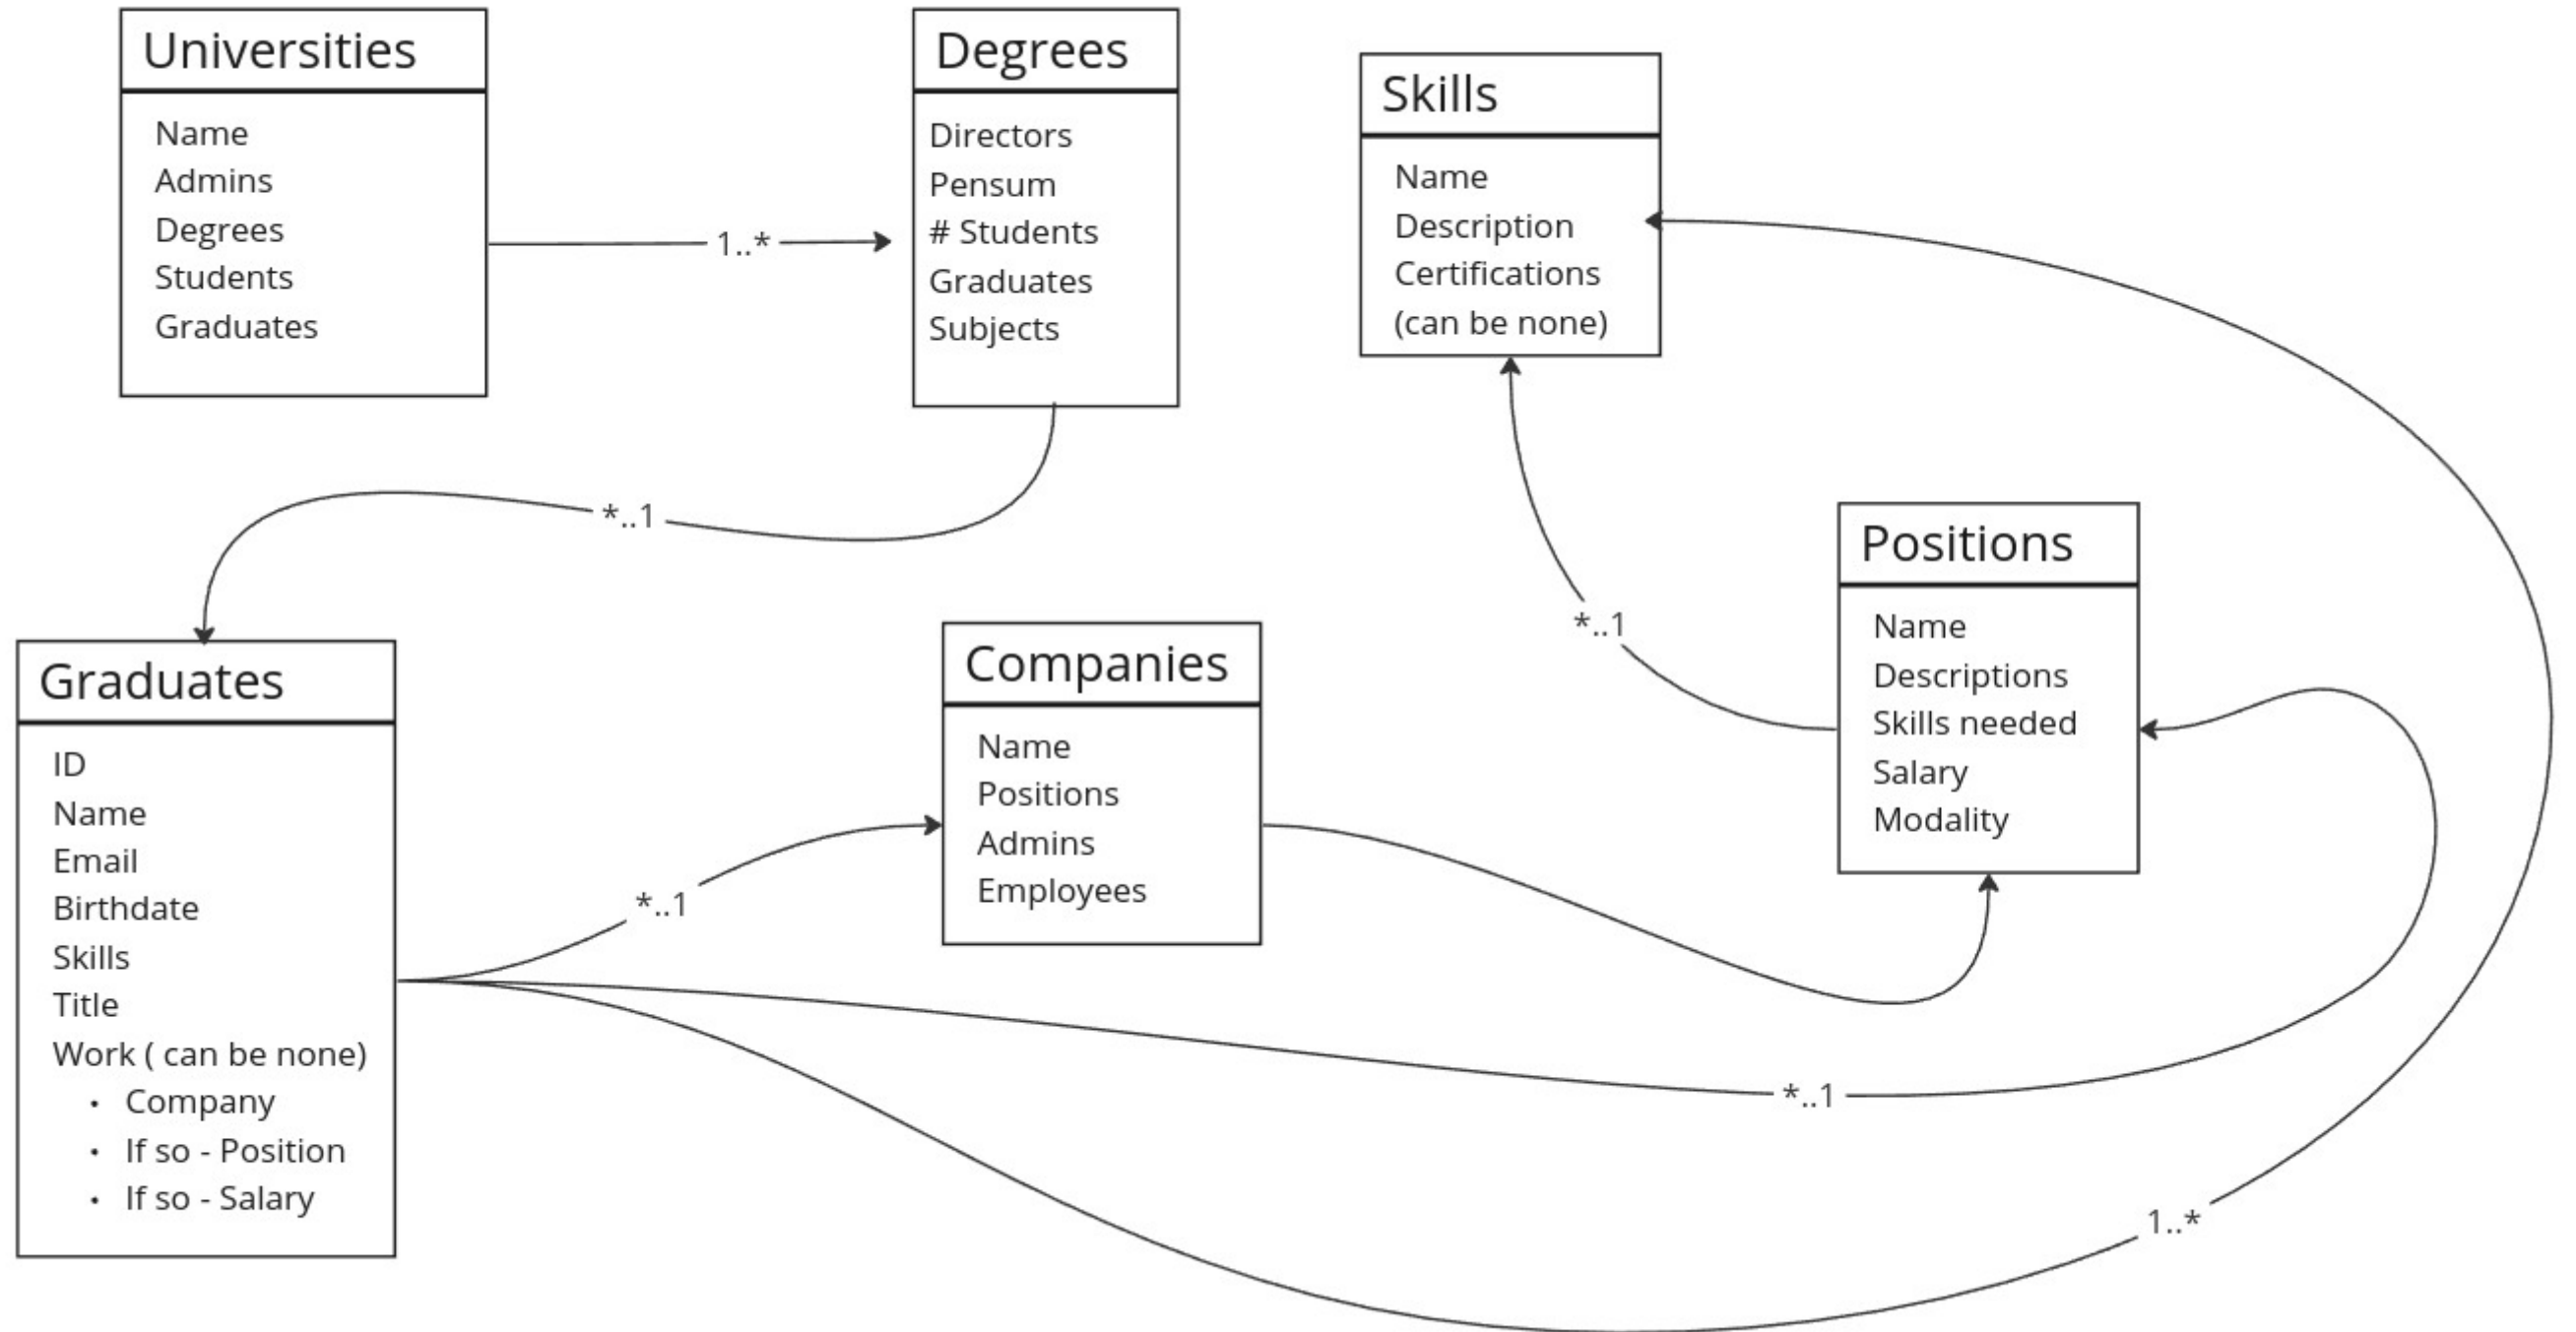 Universities
Name
Admins
Degrees
Students
Graduates
1..*
Degrees
Directors
Pensum
# Students
Graduates
Subjects
Skills
Name
Description
Certifications
(can be none)
*..1
*..1
Positions
Name
Descriptions
Skills needed
Salary
Modality
Graduates
ID
Name
Email
Birthdate
Skills
Title
Work ( can be none)
• Company
• If so - Position
• If so - Salary
*..1
Companies
Name
Positions
Admins
Employees
*..1
1..*